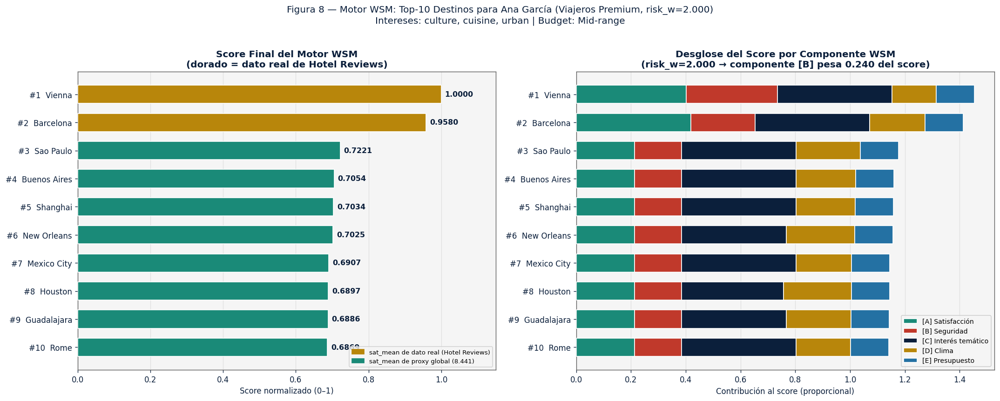 Figura 8 — Motor WSM: Top-10 Destinos para Ana García (Viajeros Premium, risk_w=2.000)
Intereses: culture, cuisine, urban | Budget: Mid-range
Score Final del Motor WSM
(dorado = dato real de Hotel Reviews)
#1 Vienna
1.0000
#2 Barcelona
0.9580
#3 Sao Paulo
0.7221
#4 Buenos Aires
0.7054
#5 Shanghai
0.7034
#6 New Orleans
0.7025
#7 Mexico City
0.6907
#8 Houston
0.6897
#9 Guadalajara
0.6886
#10 Rome
sat_mean de dato real (Hotel Reviews)
sat_mean de proxy global (8.441)
0.0 0.2 0.4 0.6 0.8 1.0
Score normalizado (0–1)
Desglose del Score por Componente WSM
(risk_w=2.000 → componente [B] pesa 0.240 del score)
#1 Vienna
#2 Barcelona
#3 Sao Paulo
#4 Buenos Aires
#5 Shanghai
#6 New Orleans
#7 Mexico City
#8 Houston
#9 Guadalajara
#10 Rome
[A] Satisfacción
[B] Seguridad
[C] Interés temático
[D] Clima
[E] Presupuesto
0.0 0.2 0.4 0.6 0.8 1.0 1.2 1.4
Contribución al score (proporcional)